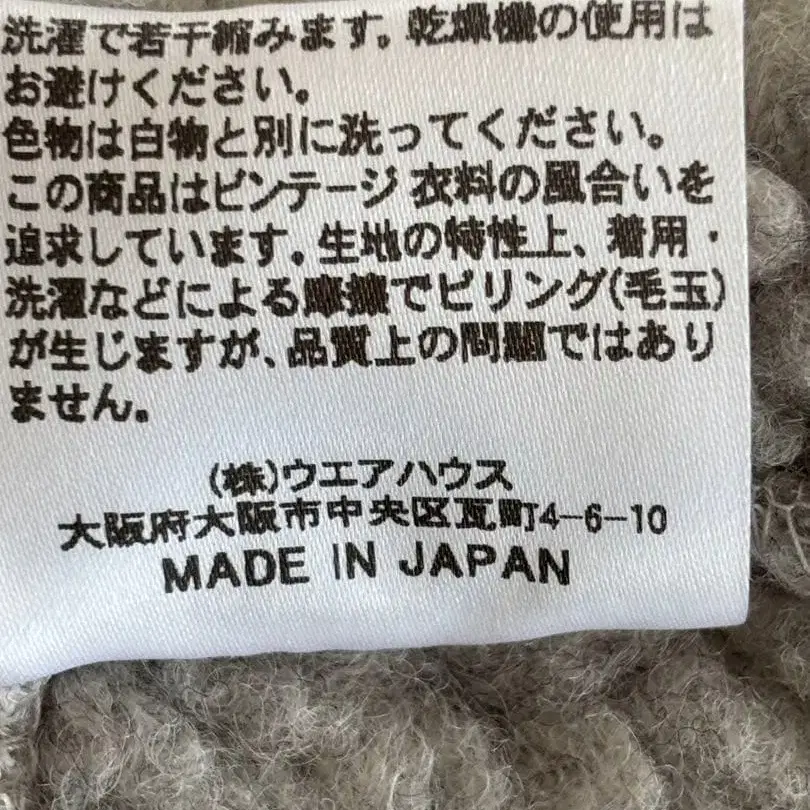 洗濯で若干縮みます。乾燥機の使用は
お避けください。
色物は白物と別に洗ってください。
この商品はビンテージ 衣料の風合いを
追求しています。生地の特性上、着用・
洗濯などによる摩擦でピリング(毛玉)
が生じますが、品質上の問題ではあり
ません。
(株)ウエアハウス
大阪府大阪市中央区瓦町4-6-10
MADE IN JAPAN